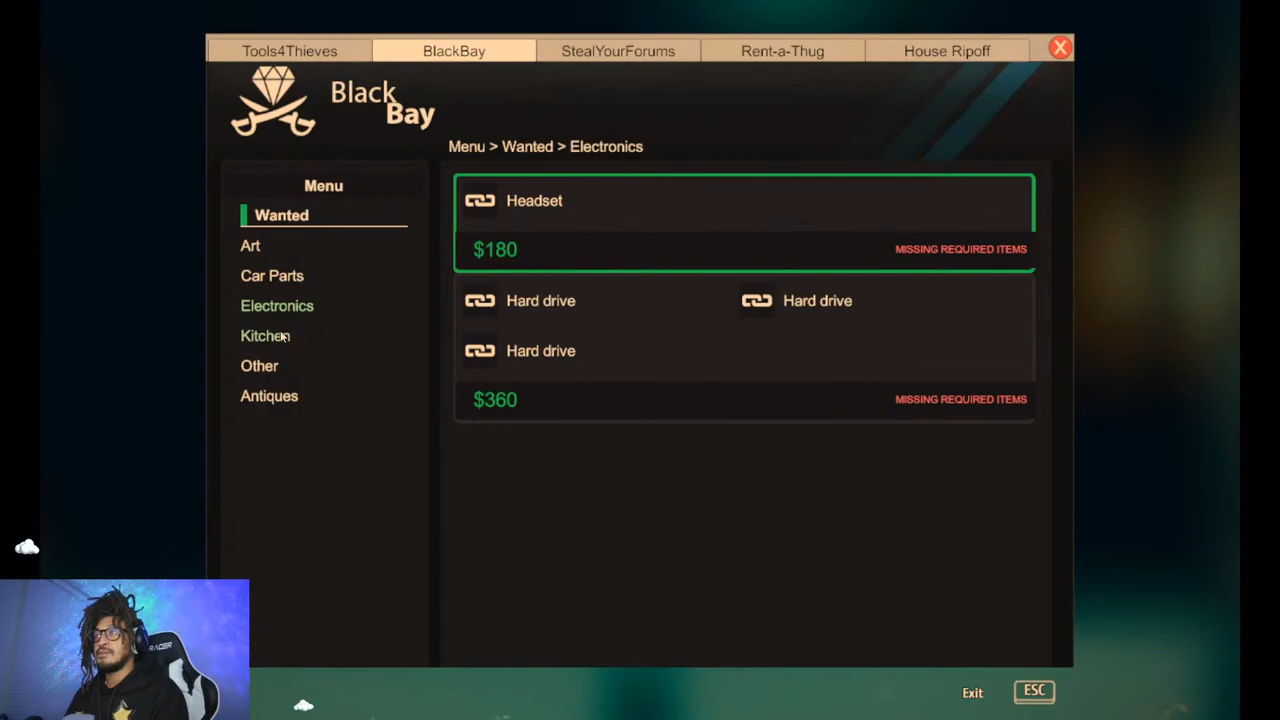 Tools4Thieves
BlackBay
StealYourForums
Rent-a-Thug
House Ripoff
X
Black
Bay
Menu > Wanted > Electronics
Menu
Wanted
Art
Car Parts
Electronics
Kitchen
Other
Antiques
Headset
$180
MISSING REQUIRED ITEMS
Hard drive
Hard drive
Hard drive
$360
MISSING REQUIRED ITEMS
RACER
Exit
ESC